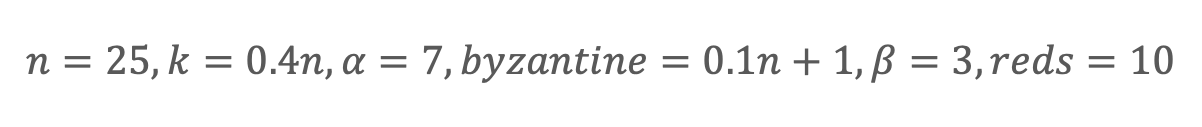 n = 25, k = 0.4n, α = 7, byzantine = 0.1n + 1, β = 3, reds = 10